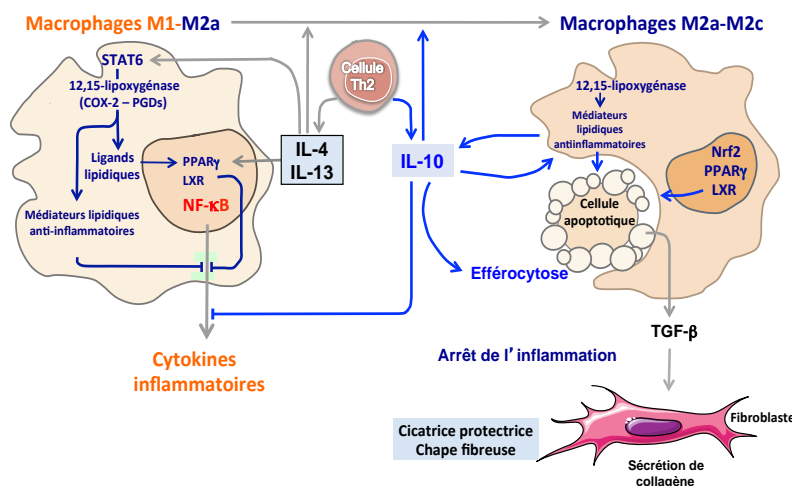 Macrophages M1-M2a
Macrophages M2a-M2c
STAT6
12,15-lipoxygénase
(COX-2 – PGDs)
Ligands
lipidiques
PPARγ
LXR
NF-κB
Médiateurs lipidiques
anti-inflammatoires
Cytokines
inflammatoires
Cellule
Th2
IL-4
IL-13
IL-10
Efférocytose
12,15-lipoxygénase
Médiateurs
lipidiques
antiinflammatoires
Nrf2
PPARγ
LXR
Cellule
apoptotique
TGF-β
Arrêt de l'inflammation
Cicatrice protectrice
Chape fibreuse
Fibroblaste
Sécrétion de
collagène